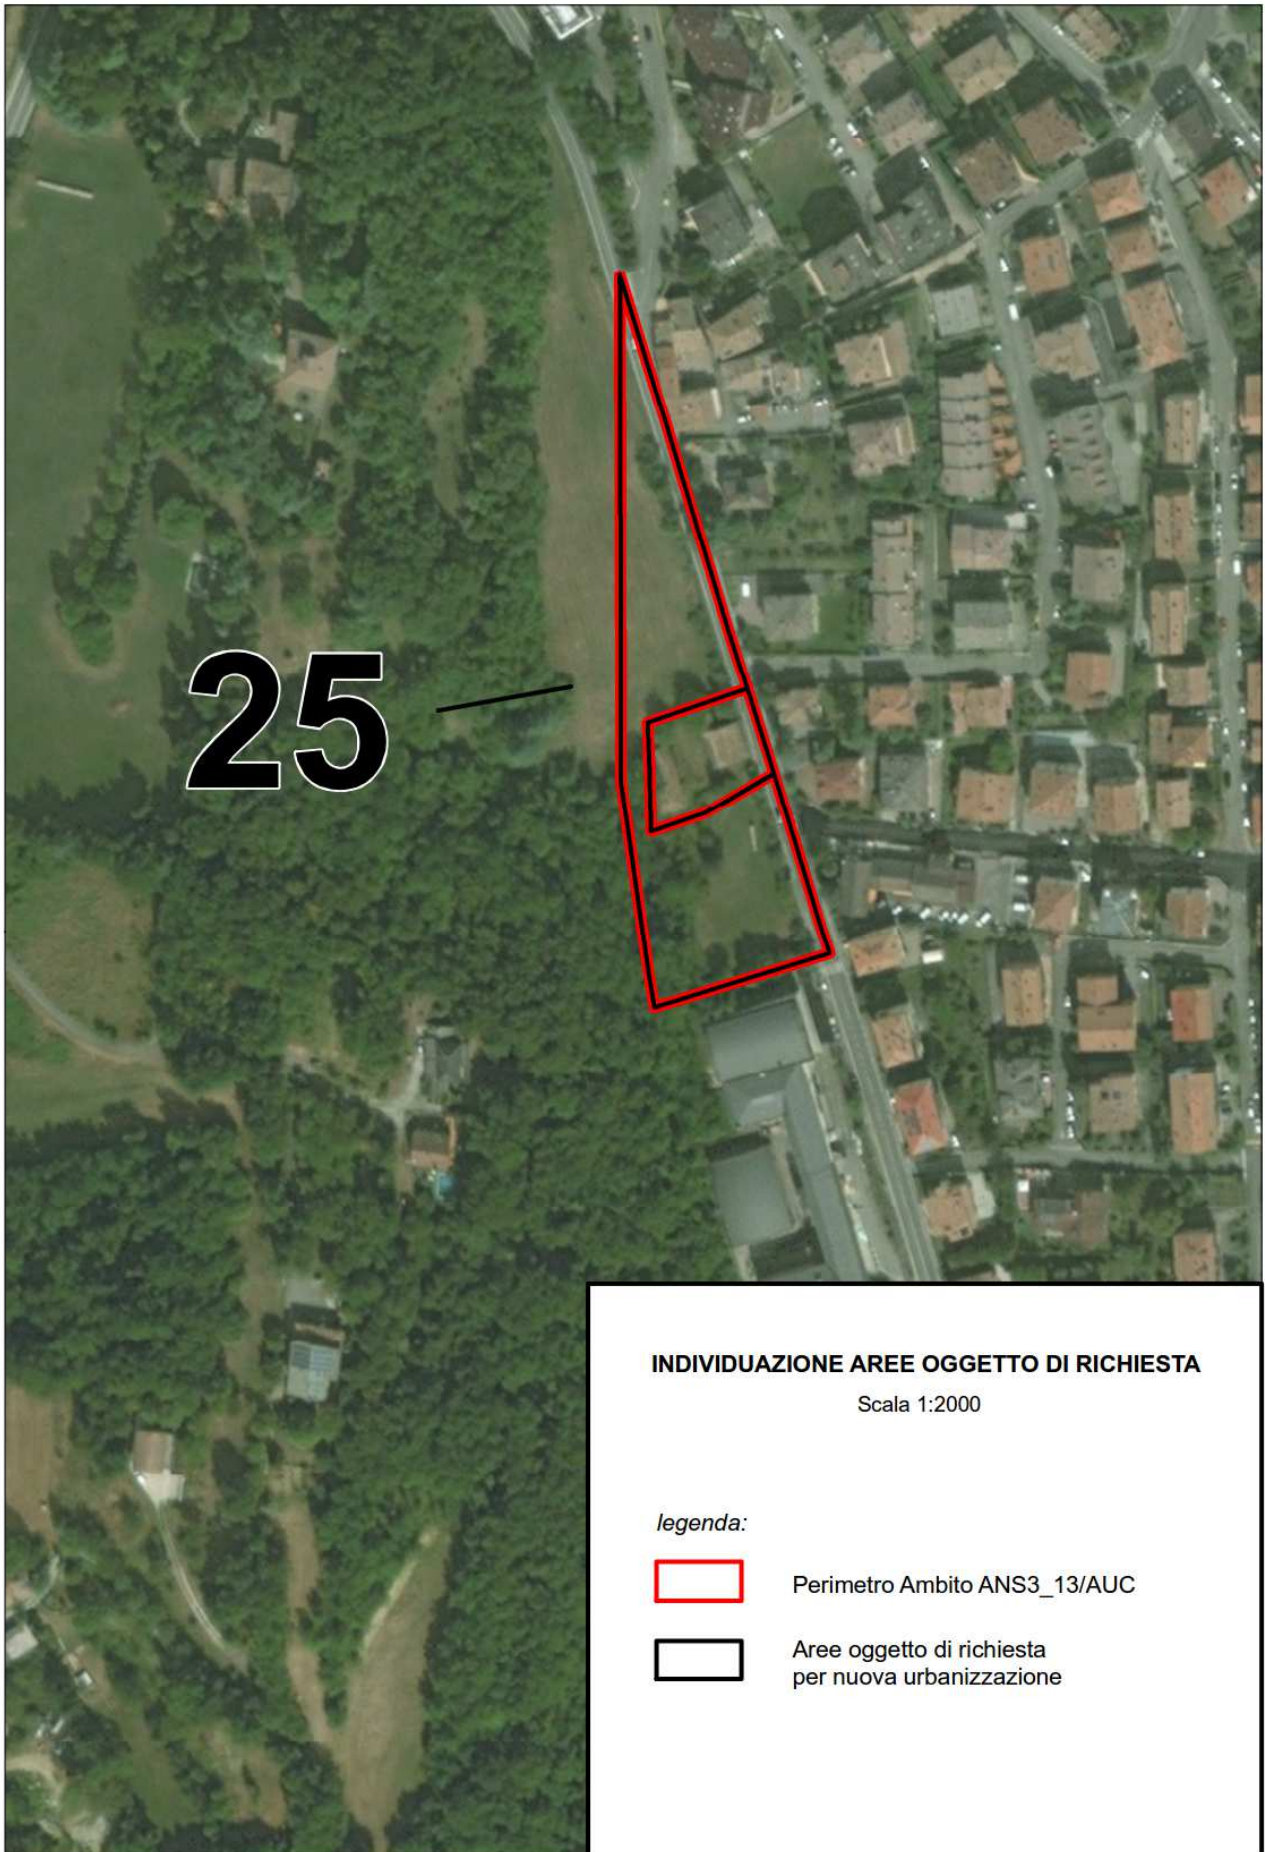 25
INDIVIDUAZIONE AREE OGGETTO DI RICHIESTA
Scala 1:2000
legenda:
Perimetro Ambito ANS3_13/AUC
Aree oggetto di richiesta
per nuova urbanizzazione